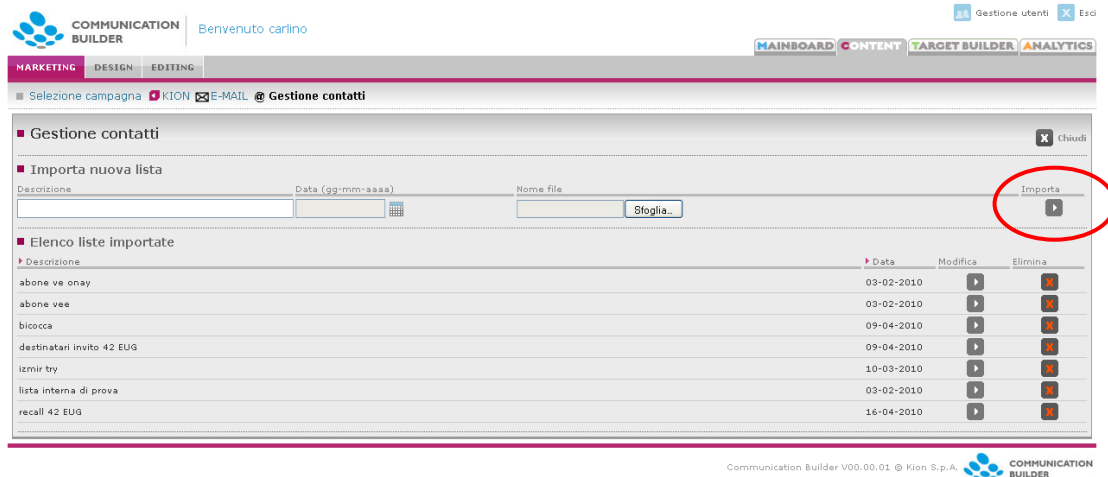 Gestione utenti X Esci
COMMUNICATION
BUILDER
Benvenuto carlino
MAINBOARD CONTENT TARGET BUILDER ANALYTICS
MARKETING DESIGN EDITING
Selezione campagna KION E-MAIL @ Gestione contatti
Gestione contatti
X Chiudi
Importa nuova lista
Descrizione Data (gg-mm-aaaa) Nome file Importa
Sfoglia...
Elenco liste importate
Descrizione Data Modifica Elimina
abone ve onay 03-02-2010 X
abone vee 03-02-2010 X
bicocca 09-04-2010 X
destinatari invito 42 EUG 09-04-2010 X
izmir try 10-03-2010 X
lista interna di prova 03-02-2010 X
recall 42 EUG 16-04-2010 X
Communication Builder V00.00.01 @ Kion S.p.A.
COMMUNICATION
BUILDER